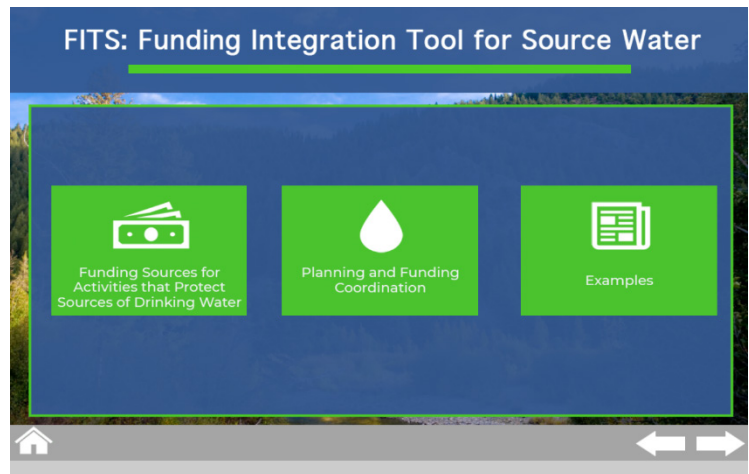 FITS: Funding Integration Tool for Source Water
Funding Sources for
Activities that Protect
Sources of Drinking Water
Planning and Funding
Coordination
Examples